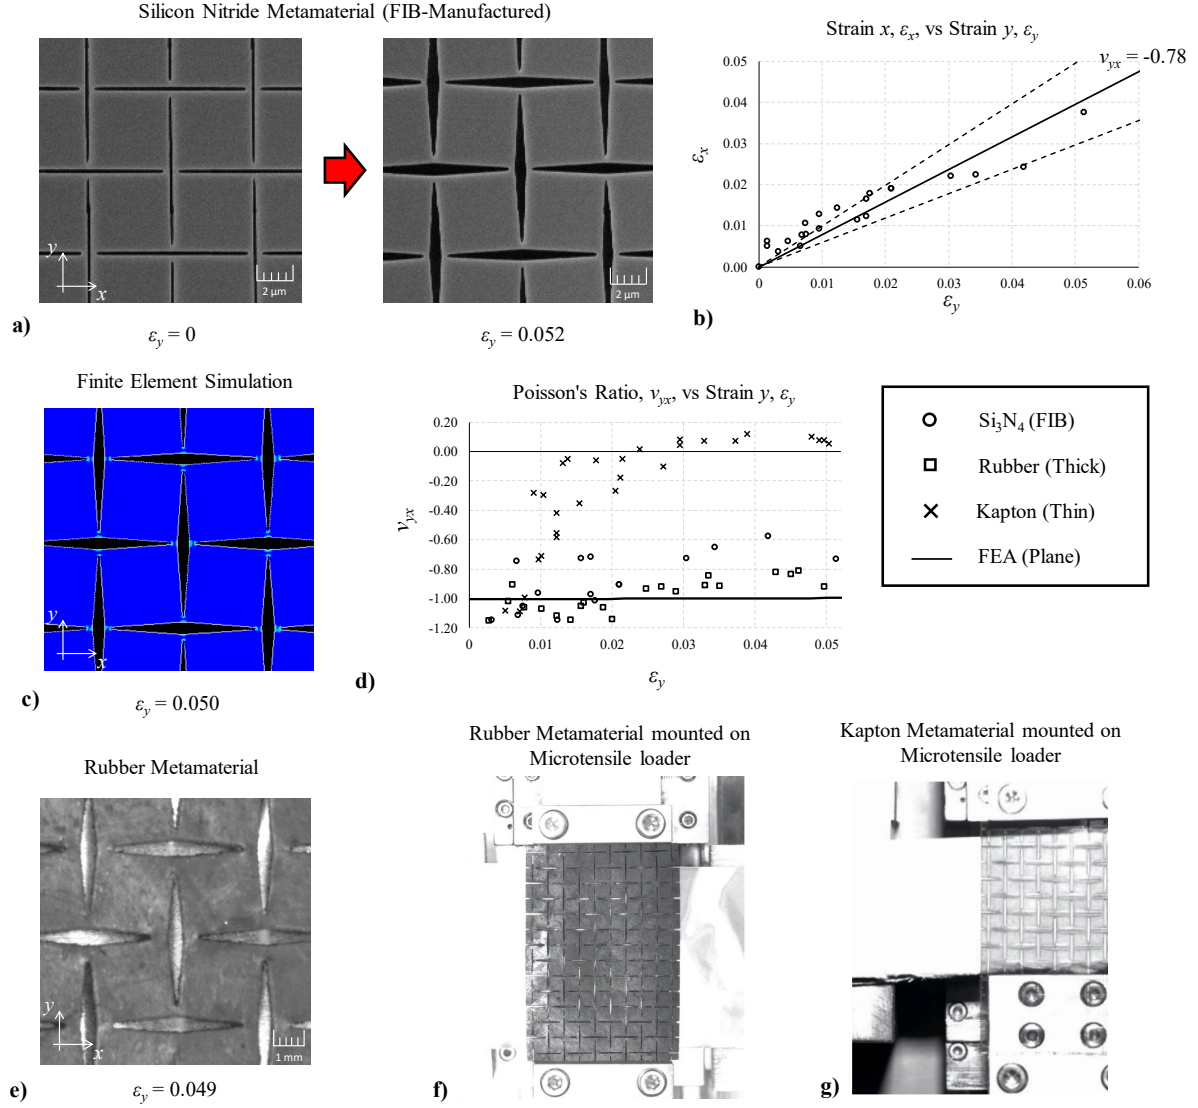 Silicon Nitride Metamaterial (FIB-Manufactured)
y
x
2 µm
2 µm
a)
εy = 0
εy = 0.052
Strain x, εx, vs Strain y, εy
νyx = -0.78
0.05
0.04
0.03
0.02
0.01
0.00
εx
0
0.01
0.02
0.03
0.04
0.05
0.06
εy
b)
Finite Element Simulation
y
x
c)
εy = 0.050
Poisson's Ratio, νyx, vs Strain y, εy
0.20
0.00
-0.20
-0.40
-0.60
-0.80
-1.00
-1.20
νyx
0
0.01
0.02
0.03
0.04
0.05
εy
d)
Si3N4 (FIB)
Rubber (Thick)
Kapton (Thin)
FEA (Plane)
Rubber Metamaterial
y
x
1 mm
e)
εy = 0.049
Rubber Metamaterial mounted on
Microtensile loader
f)
Kapton Metamaterial mounted on
Microtensile loader
g)